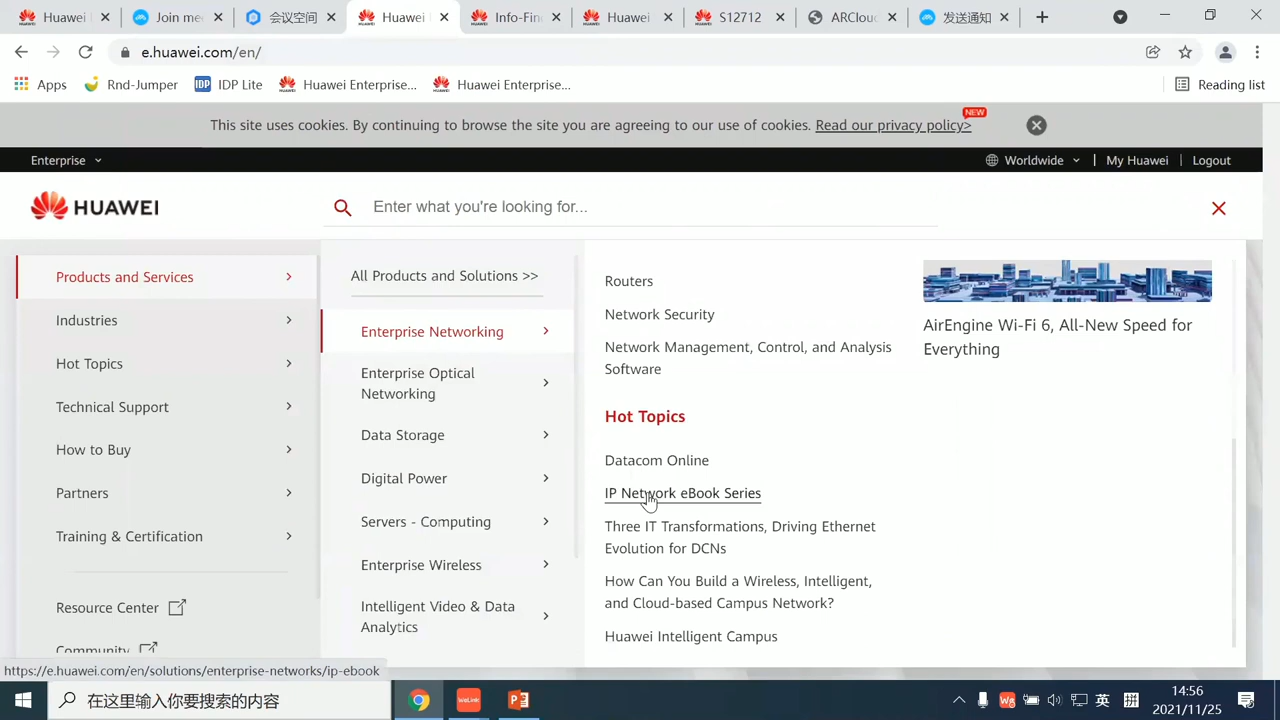 Huawei
Join me
会议空间
Huawei
Info-Fin
Huawei
S12712
ARClou
发送通知
e.huawei.com/en/
Apps
Rnd-Jumper
IDP
IDP Lite
Huawei Enterprise...
Huawei Enterprise...
Reading list
This site uses cookies. By continuing to browse the site you are agreeing to our use of cookies. Read our privacy policy>
NEW
Enterprise
Worldwide
My Huawei
Logout
HUAWEI
Enter what you're looking for...
Products and Services
Industries
Hot Topics
Technical Support
How to Buy
Partners
Training & Certification
Resource Center
Community
All Products and Solutions >>
Enterprise Networking
Enterprise Optical
Networking
Data Storage
Digital Power
Servers - Computing
Enterprise Wireless
Intelligent Video & Data
Analytics
Routers
Network Security
Network Management, Control, and Analysis
Software
Hot Topics
Datacom Online
IP Network eBook Series
Three IT Transformations, Driving Ethernet
Evolution for DCNs
How Can You Build a Wireless, Intelligent,
and Cloud-based Campus Network?
Huawei Intelligent Campus
AirEngine Wi-Fi 6, All-New Speed for
Everything
https://e.huawei.com/en/solutions/enterprise-networks/ip-ebook
在这里输入你要搜索的内容
WeLink
英
拼
14:56
2021/11/25